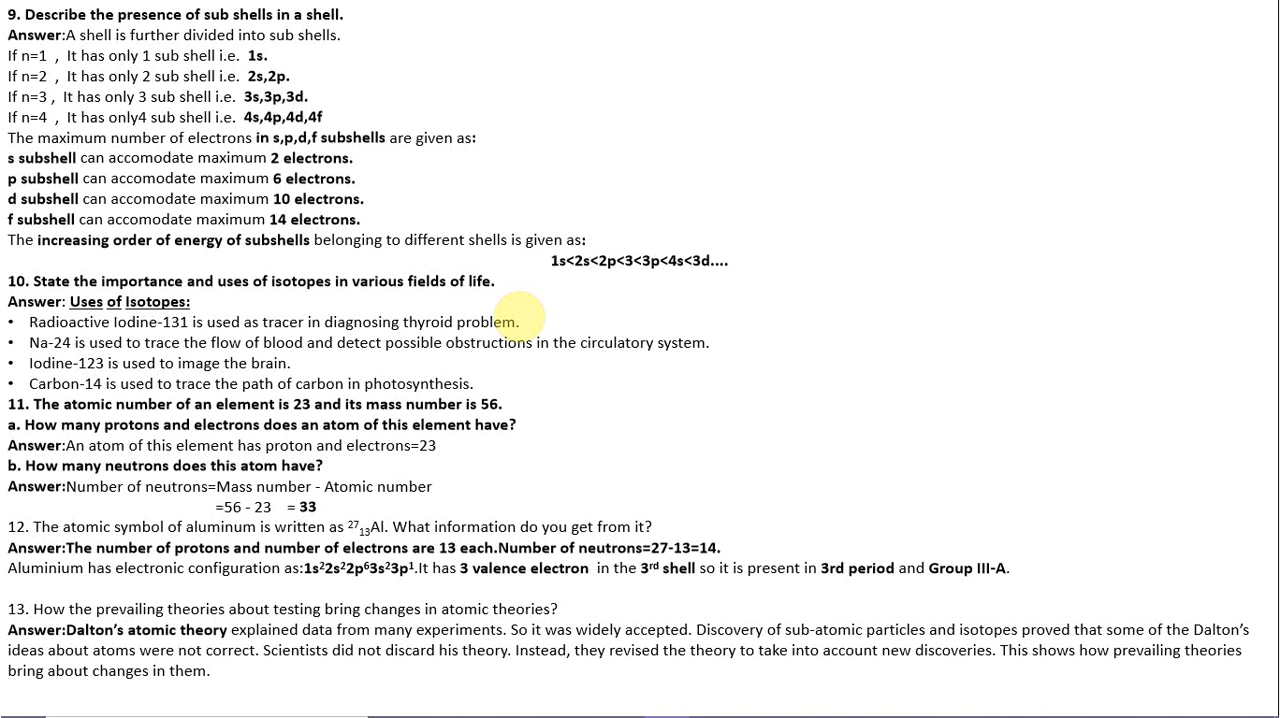 9. Describe the presence of sub shells in a shell.
Answer:A shell is further divided into sub shells.
If n=1 , It has only 1 sub shell i.e. 1s.
If n=2 , It has only 2 sub shell i.e. 2s,2p.
If n=3 , It has only 3 sub shell i.e. 3s,3p,3d.
If n=4 , It has only4 sub shell i.e. 4s,4p,4d,4f
The maximum number of electrons in s,p,d,f subshells are given as:
s subshell can accomodate maximum 2 electrons.
p subshell can accomodate maximum 6 electrons.
d subshell can accomodate maximum 10 electrons.
f subshell can accomodate maximum 14 electrons.
The increasing order of energy of subshells belonging to different shells is given as:
1s<2s<2p<3<3p<4s<3d....
10. State the importance and uses of isotopes in various fields of life.
Answer: Uses of Isotopes:
• Radioactive Iodine-131 is used as tracer in diagnosing thyroid problem.
• Na-24 is used to trace the flow of blood and detect possible obstructions in the circulatory system.
• Iodine-123 is used to image the brain.
• Carbon-14 is used to trace the path of carbon in photosynthesis.
11. The atomic number of an element is 23 and its mass number is 56.
a. How many protons and electrons does an atom of this element have?
Answer:An atom of this element has proton and electrons=23
b. How many neutrons does this atom have?
Answer:Number of neutrons=Mass number - Atomic number
=56 - 23 = 33
12. The atomic symbol of aluminum is written as ²⁷₁₃Al. What information do you get from it?
Answer:The number of protons and number of electrons are 13 each.Number of neutrons=27-13=14.
Aluminium has electronic configuration as:1s²2s²2p⁶3s²3p¹.It has 3 valence electron in the 3ʳᵈ shell so it is present in 3rd period and Group III-A.
13. How the prevailing theories about testing bring changes in atomic theories?
Answer:Dalton’s atomic theory explained data from many experiments. So it was widely accepted. Discovery of sub-atomic particles and isotopes proved that some of the Dalton’s
ideas about atoms were not correct. Scientists did not discard his theory. Instead, they revised the theory to take into account new discoveries. This shows how prevailing theories
bring about changes in them.